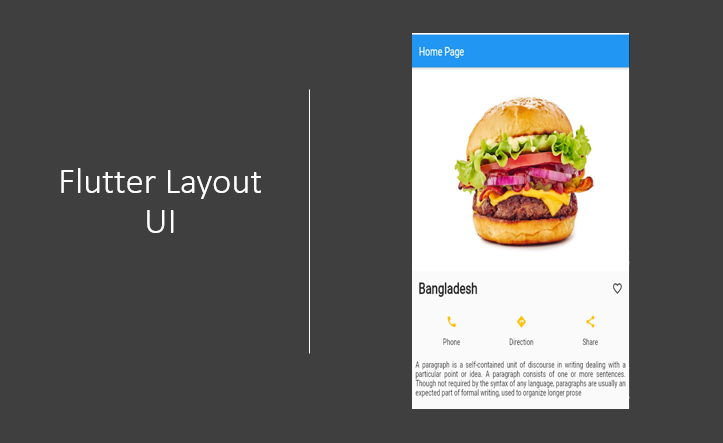 Flutter Layout
UI
Home Page
Bangladesh
Phone Direction Share
A paragraph is a self-contained unit of discourse in writing dealing with a
particular point or idea. A paragraph consists of one or more sentences.
Though not required by the syntax of any language, paragraphs are usually an
expected part of formal writing, used to organize longer prose